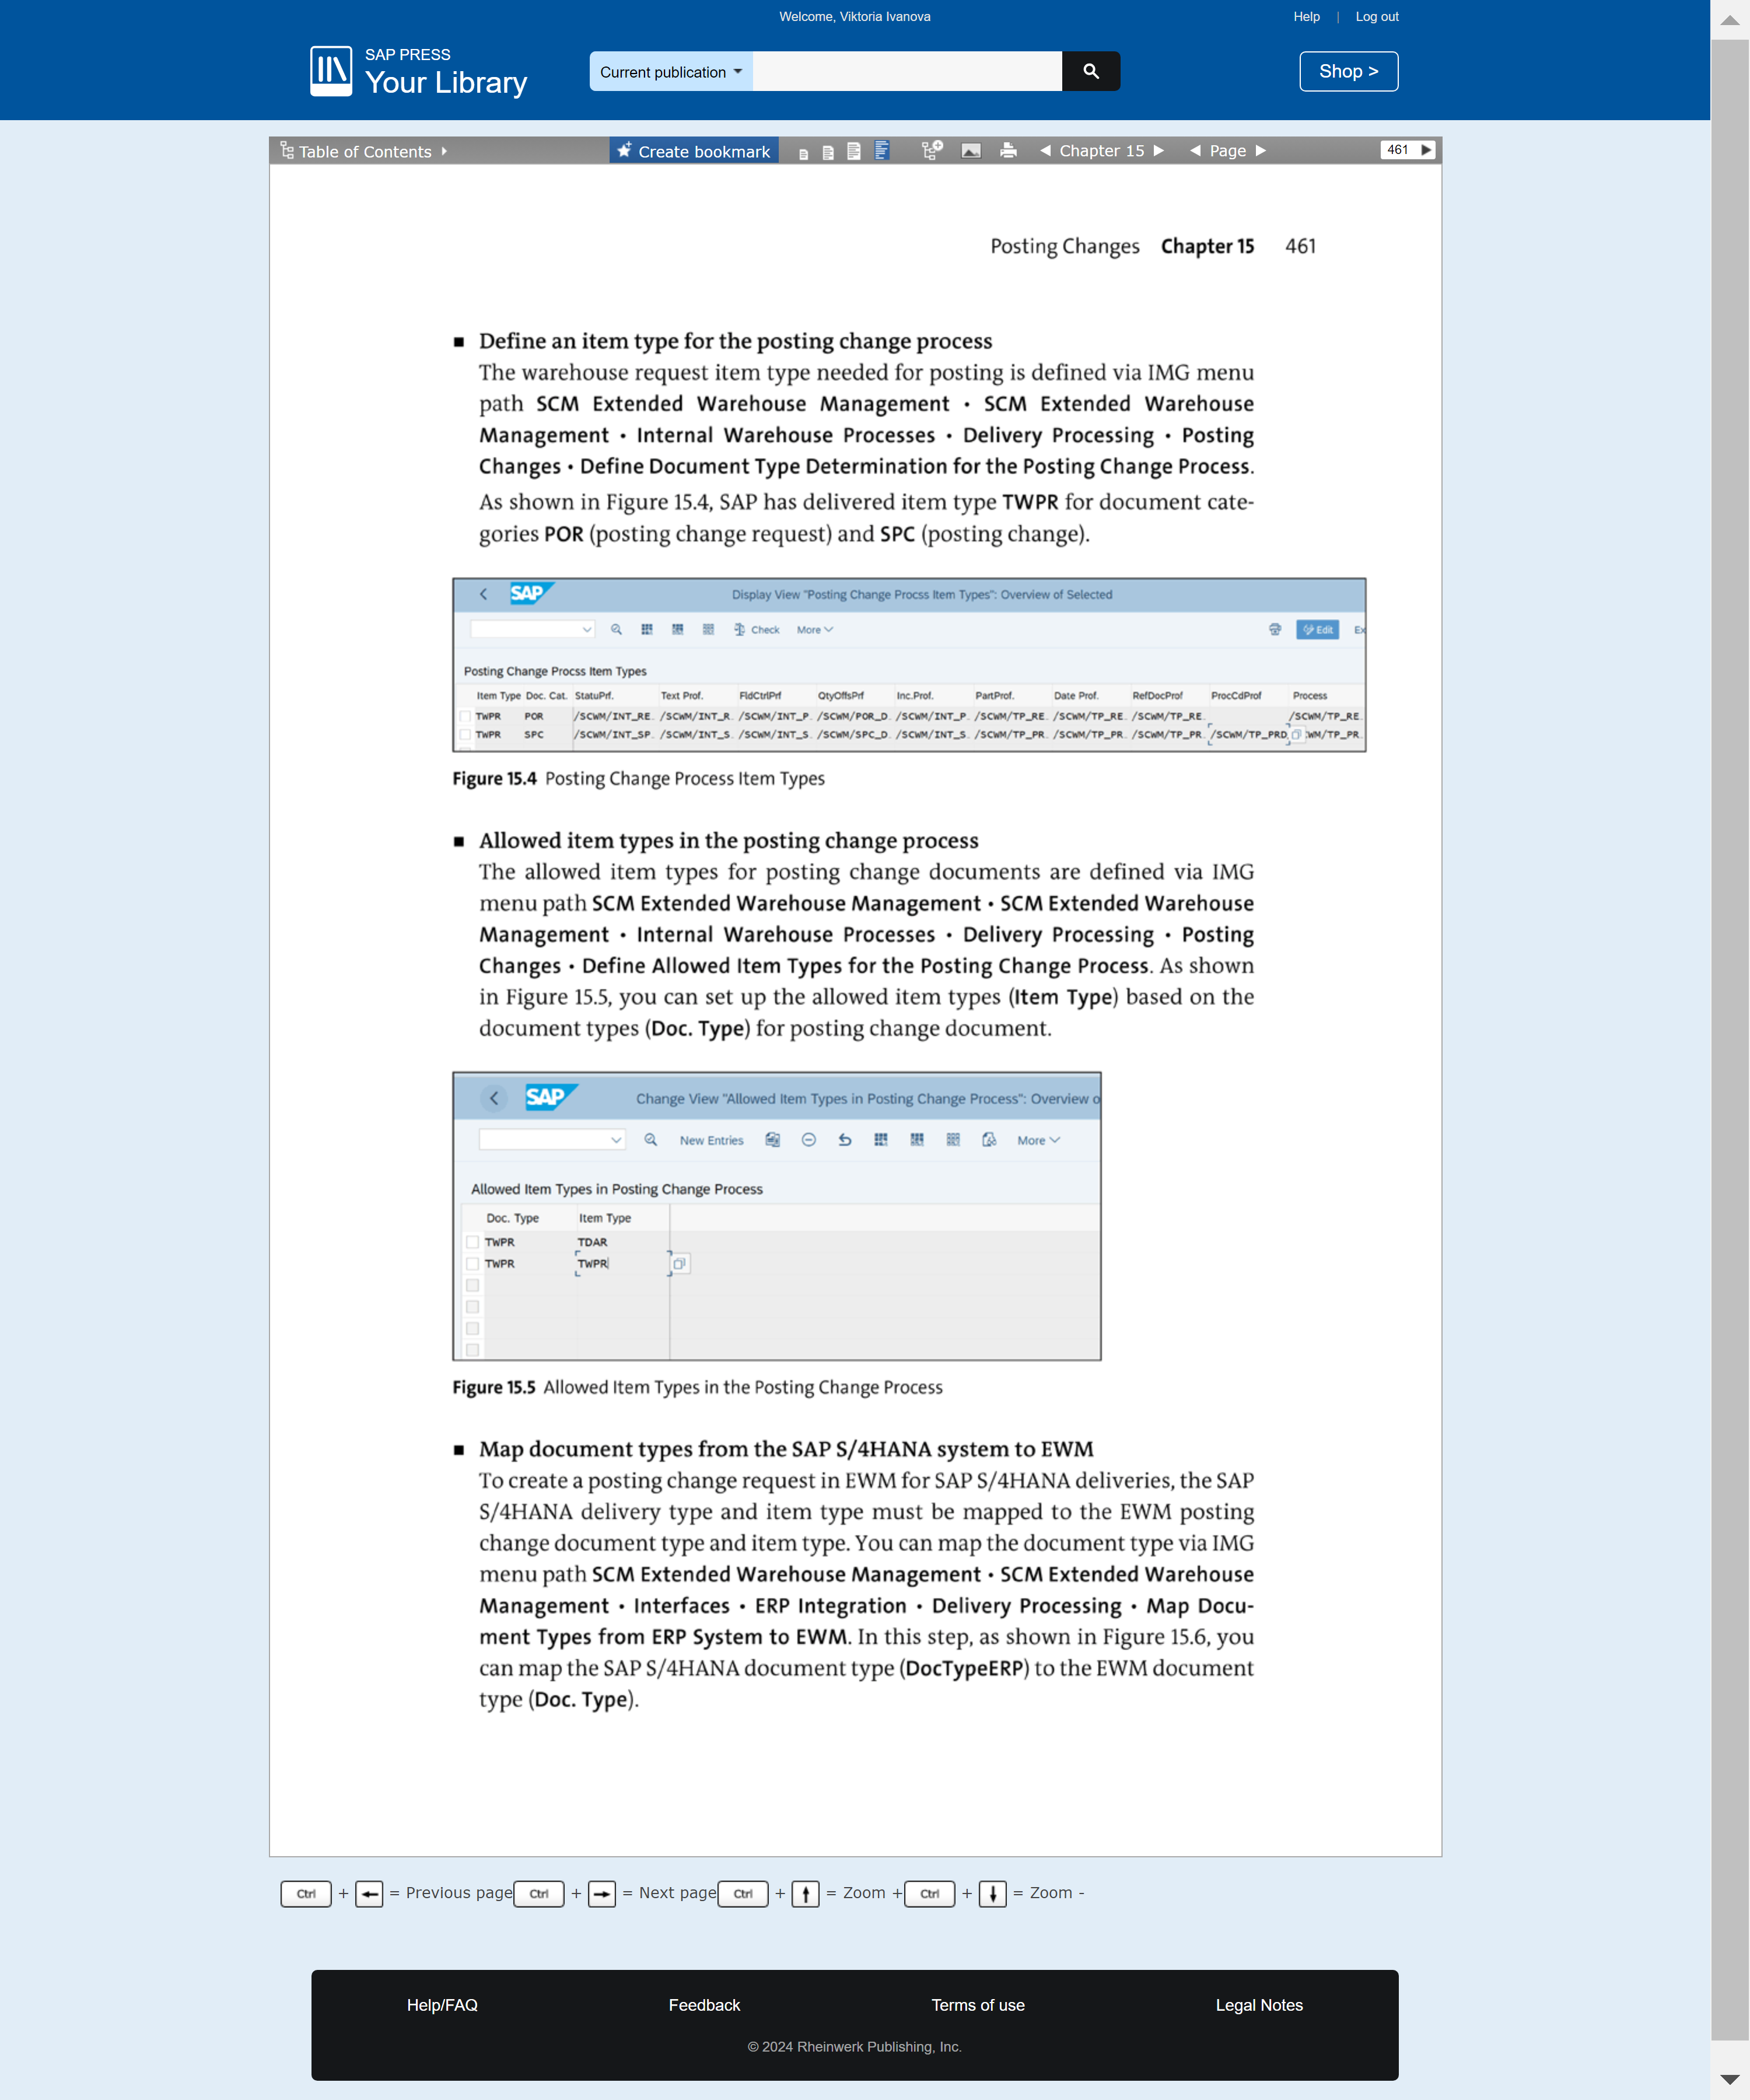 Welcome, Viktoria Ivanova
Help | Log out
SAP PRESS
Your Library
Current publication
Shop >
Table of Contents
Create bookmark
Chapter 15
Page
461
Posting Changes Chapter 15 461
■ Define an item type for the posting change process
The warehouse request item type needed for posting is defined via IMG menu
path SCM Extended Warehouse Management • SCM Extended Warehouse
Management • Internal Warehouse Processes • Delivery Processing • Posting
Changes • Define Document Type Determination for the Posting Change Process.
As shown in Figure 15.4, SAP has delivered item type TWPR for document cate-
gories POR (posting change request) and SPC (posting change).
SAP
Display View "Posting Change Procss Item Types": Overview of Selected
Check More Edit Ex
Posting Change Procss Item Types
Item Type Doc. Cat. StatuPrf. Text Prof. FldCtrlPrf QtyOffsPrf Inc.Prof. PartProf. Date Prof. RefDocProf ProcCdProf Process
TWPR POR /SCWM/INT_RE.. /SCWM/INT_R.. /SCWM/INT_P.. /SCWM/POR_D.. /SCWM/INT_P.. /SCWM/TP_RE.. /SCWM/TP_RE.. /SCWM/TP_RE.. /SCWM/TP_RE..
TWPR SPC /SCWM/INT_SP.. /SCWM/INT_S.. /SCWM/INT_S.. /SCWM/SPC_D.. /SCWM/INT_S.. /SCWM/TP_PR.. /SCWM/TP_PR.. /SCWM/TP_PR.. /SCWM/TP_PRD WM/TP_PR..
Figure 15.4 Posting Change Process Item Types
■ Allowed item types in the posting change process
The allowed item types for posting change documents are defined via IMG
menu path SCM Extended Warehouse Management • SCM Extended Warehouse
Management • Internal Warehouse Processes • Delivery Processing • Posting
Changes • Define Allowed Item Types for the Posting Change Process. As shown
in Figure 15.5, you can set up the allowed item types (Item Type) based on the
document types (Doc. Type) for posting change document.
SAP
Change View "Allowed Item Types in Posting Change Process": Overview o
New Entries More
Allowed Item Types in Posting Change Process
Doc. Type Item Type
TWPR TDAR
TWPR TWPR
Figure 15.5 Allowed Item Types in the Posting Change Process
■ Map document types from the SAP S/4HANA system to EWM
To create a posting change request in EWM for SAP S/4HANA deliveries, the SAP
S/4HANA delivery type and item type must be mapped to the EWM posting
change document type and item type. You can map the document type via IMG
menu path SCM Extended Warehouse Management • SCM Extended Warehouse
Management • Interfaces • ERP Integration • Delivery Processing • Map Docu-
ment Types from ERP System to EWM. In this step, as shown in Figure 15.6, you
can map the SAP S/4HANA document type (DocTypeERP) to the EWM document
type (Doc. Type).
Ctrl + ← = Previous page Ctrl + → = Next page Ctrl + ↑ = Zoom + Ctrl + ↓ = Zoom -
Help/FAQ Feedback Terms of use Legal Notes
© 2024 Rheinwerk Publishing, Inc.